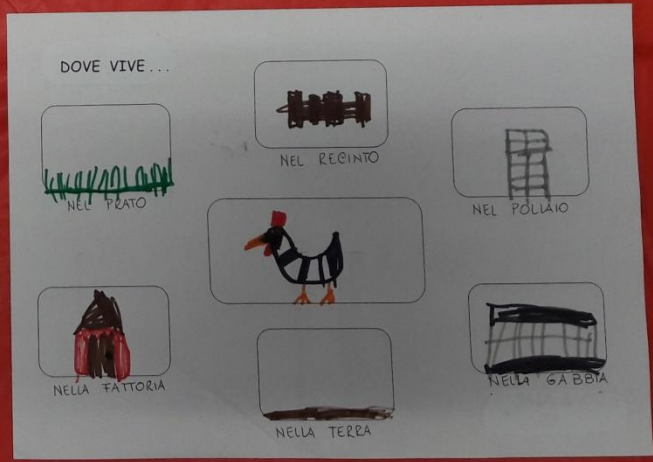 DOVE VIVE...
NEL RECINTO
NEL PRATO
NEL POLLAIO
NELLA FATTORIA
NELLA GABBIA
NELLA TERRA